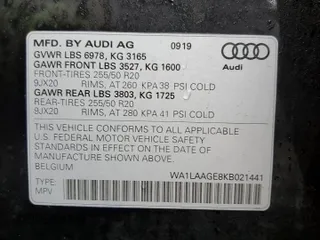 MFD. BY AUDI AG 0919
GVWR LBS 6978, KG 3165
GAWR FRONT LBS 3527, KG 1600
FRONT-TIRES 255/50 R20
9JX20 RIMS, AT 260 KPA38 PSI COLD
GAWR REAR LBS 3803, KG 1725
REAR-TIRES 255/50 R20
9JX20 RIMS, AT 280 KPA 41 PSI COLD
Audi
THIS VEHICLE CONFORMS TO ALL APPLICABLE
U.S. FEDERAL MOTOR VEHICLE SAFETY
STANDARDS IN EFFECT ON THE DATE OF
MANUFACTURE SHOWN ABOVE.
BELGIUM
TYPE: WA1LAAGE8KB021441
MPV